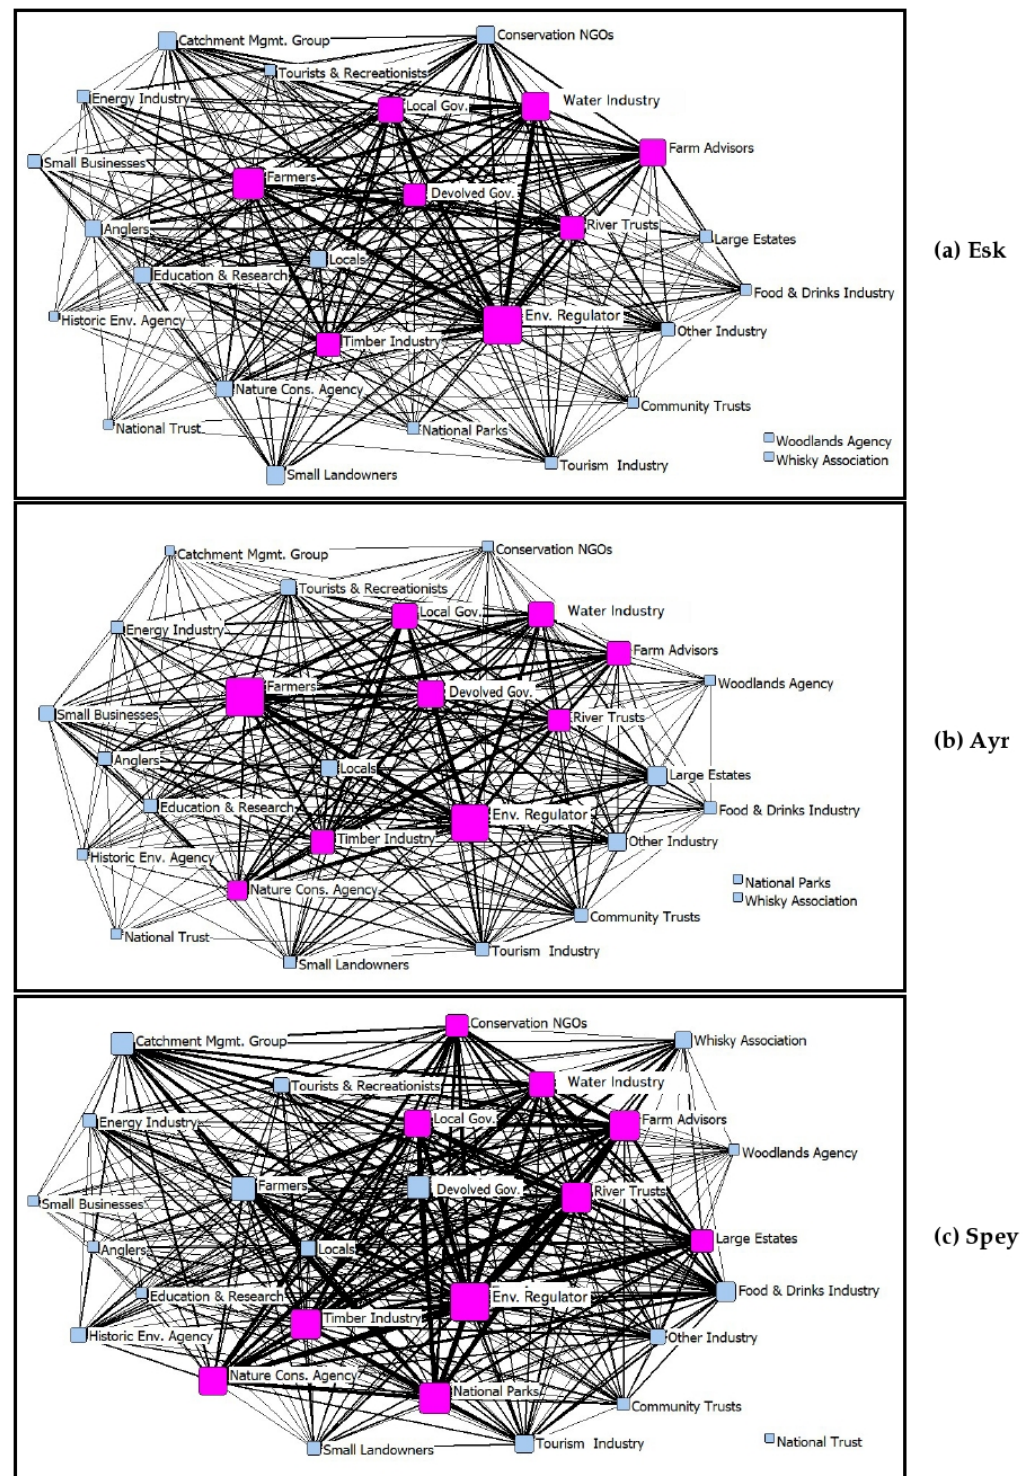 Catchment Mgmt. Group
Conservation NGOs
Tourists & Recreationists
Energy Industry
Local Gov.
Water Industry
Farm Advisors
Small Businesses
Farmers
Devolved Gov.
River Trusts
Anglers
Large Estates
(a) Esk
Locals
Education & Research
Food & Drinks Industry
Historic Env. Agency
Env. Regulator
Other Industry
Timber Industry
Nature Cons. Agency
Community Trusts
National Trust
National Parks
Woodlands Agency
Whisky Association
Tourism Industry
Small Landowners
Catchment Mgmt. Group
Conservation NGOs
Tourists & Recreationists
Local Gov.
Water Industry
Energy Industry
Farm Advisors
Farmers
Devolved Gov.
Woodlands Agency
Small Businesses
River Trusts
(b) Ayr
Anglers
Locals
Large Estates
Education & Research
Food & Drinks Industry
Env. Regulator
Timber Industry
Other Industry
Historic Env. Agency
Nature Cons. Agency
National Parks
Whisky Association
Community Trusts
National Trust
Tourism Industry
Small Landowners
Conservation NGOs
Catchment Mgmt. Group
Whisky Association
Tourists & Recreationists
Water Industry
Energy Industry
Local Gov.
Farm Advisors
Woodlands Agency
Farmers
Devolved Gov.
River Trusts
Small Businesses
(c) Spey
Large Estates
Anglers
Locals
Education & Research
Env. Regulator
Food & Drinks Industry
Timber Industry
Historic Env. Agency
Other Industry
Nature Cons. Agency
National Parks
Community Trusts
Small Landowners
Tourism Industry
National Trust